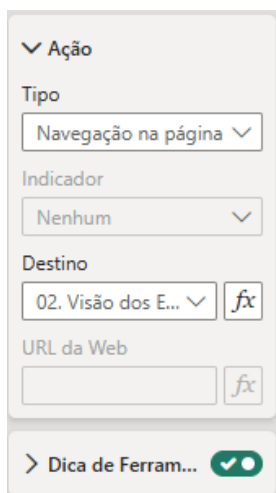 Ação
Tipo
Navegação na página
Indicador
Nenhum
Destino
02. Visão dos E... fx
URL da Web
fx
Dica de Ferram...